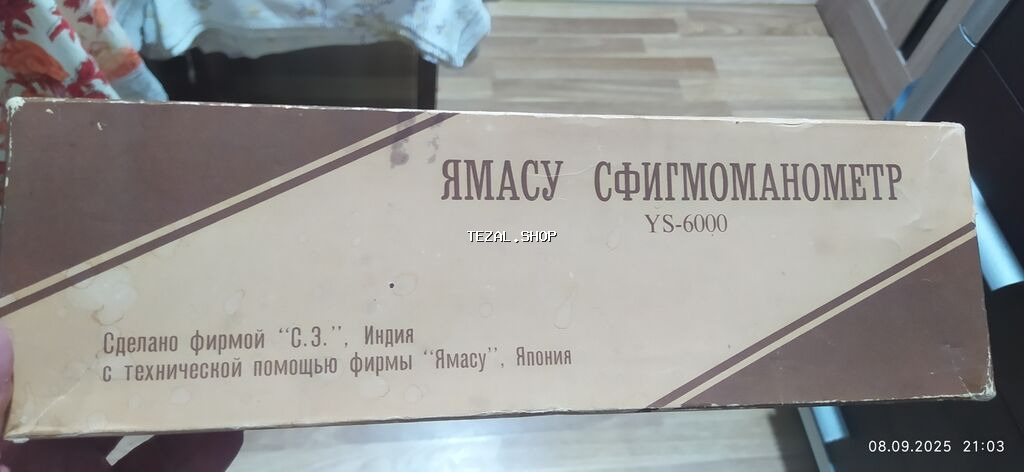 ЯМАСУ СФИГМОМАНОМЕТР
YS-6000
TEZAL.SHOP
Сделано фирмой "С.З.", Индия
с технической помощью фирмы "Ямасу", Япония
08.09.2025 21:03